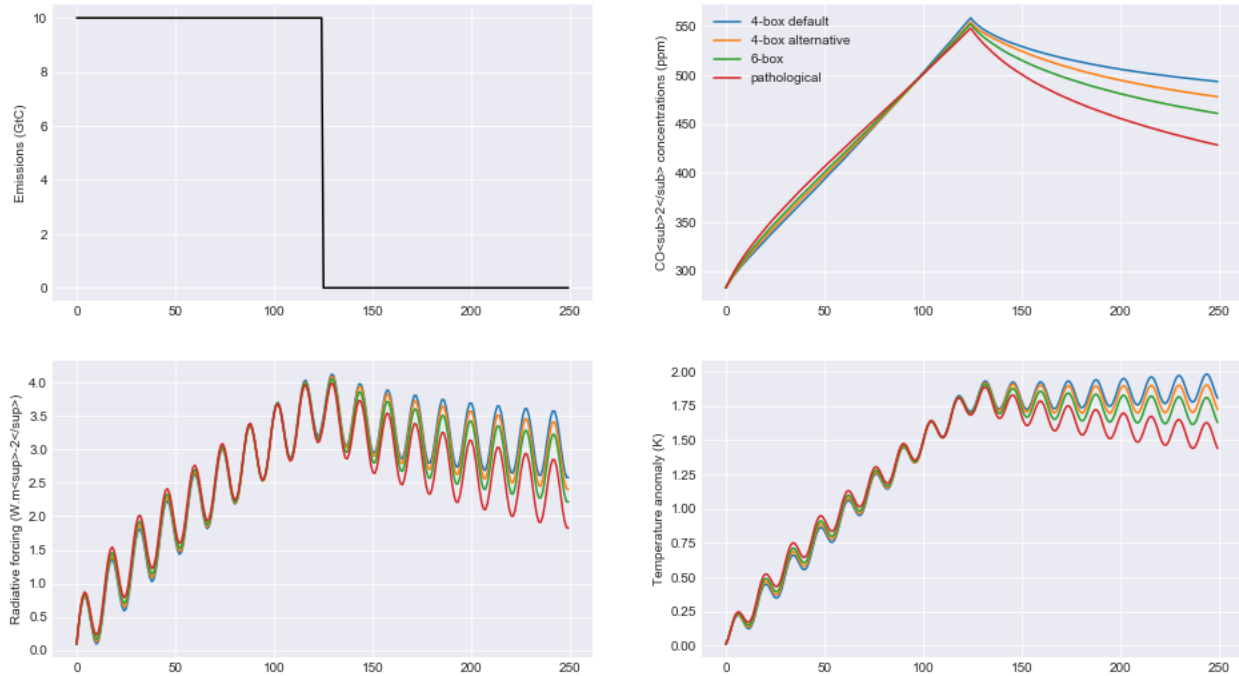 10
8
6
4
2
0
Emissions (GtC)
0 50 100 150 200 250
550
500
450
400
350
300
CO<sub>2</sub> concentrations (ppm)
4-box default
4-box alternative
6-box
pathological
0 50 100 150 200 250
4.0
3.5
3.0
2.5
2.0
1.5
1.0
0.5
0.0
Radiative forcing (W.m<sup>-2</sup>)
0 50 100 150 200 250
2.00
1.75
1.50
1.25
1.00
0.75
0.50
0.25
0.00
Temperature anomaly (K)
0 50 100 150 200 250